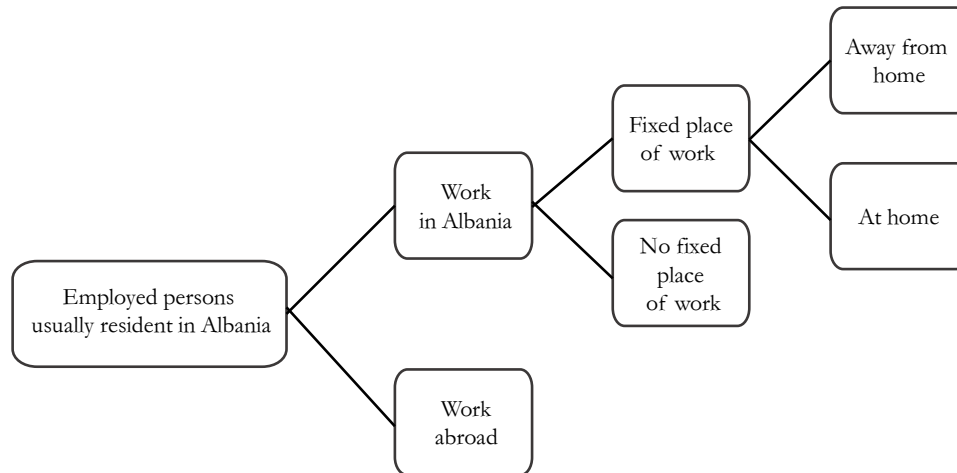 Employed persons
usually resident in Albania
Work
in Albania
Work
abroad
Fixed place
of work
No fixed
place
of work
Away from
home
At home